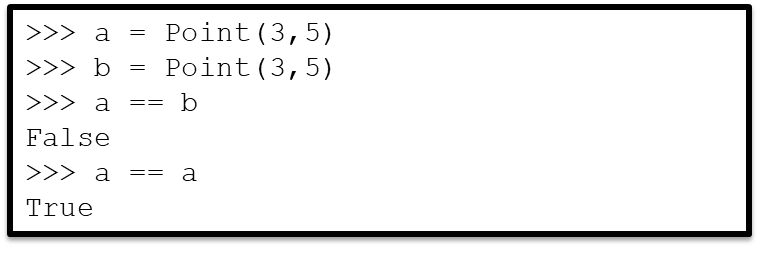 >>> a = Point(3,5)
>>> b = Point(3,5)
>>> a == b
False
>>> a == a
True